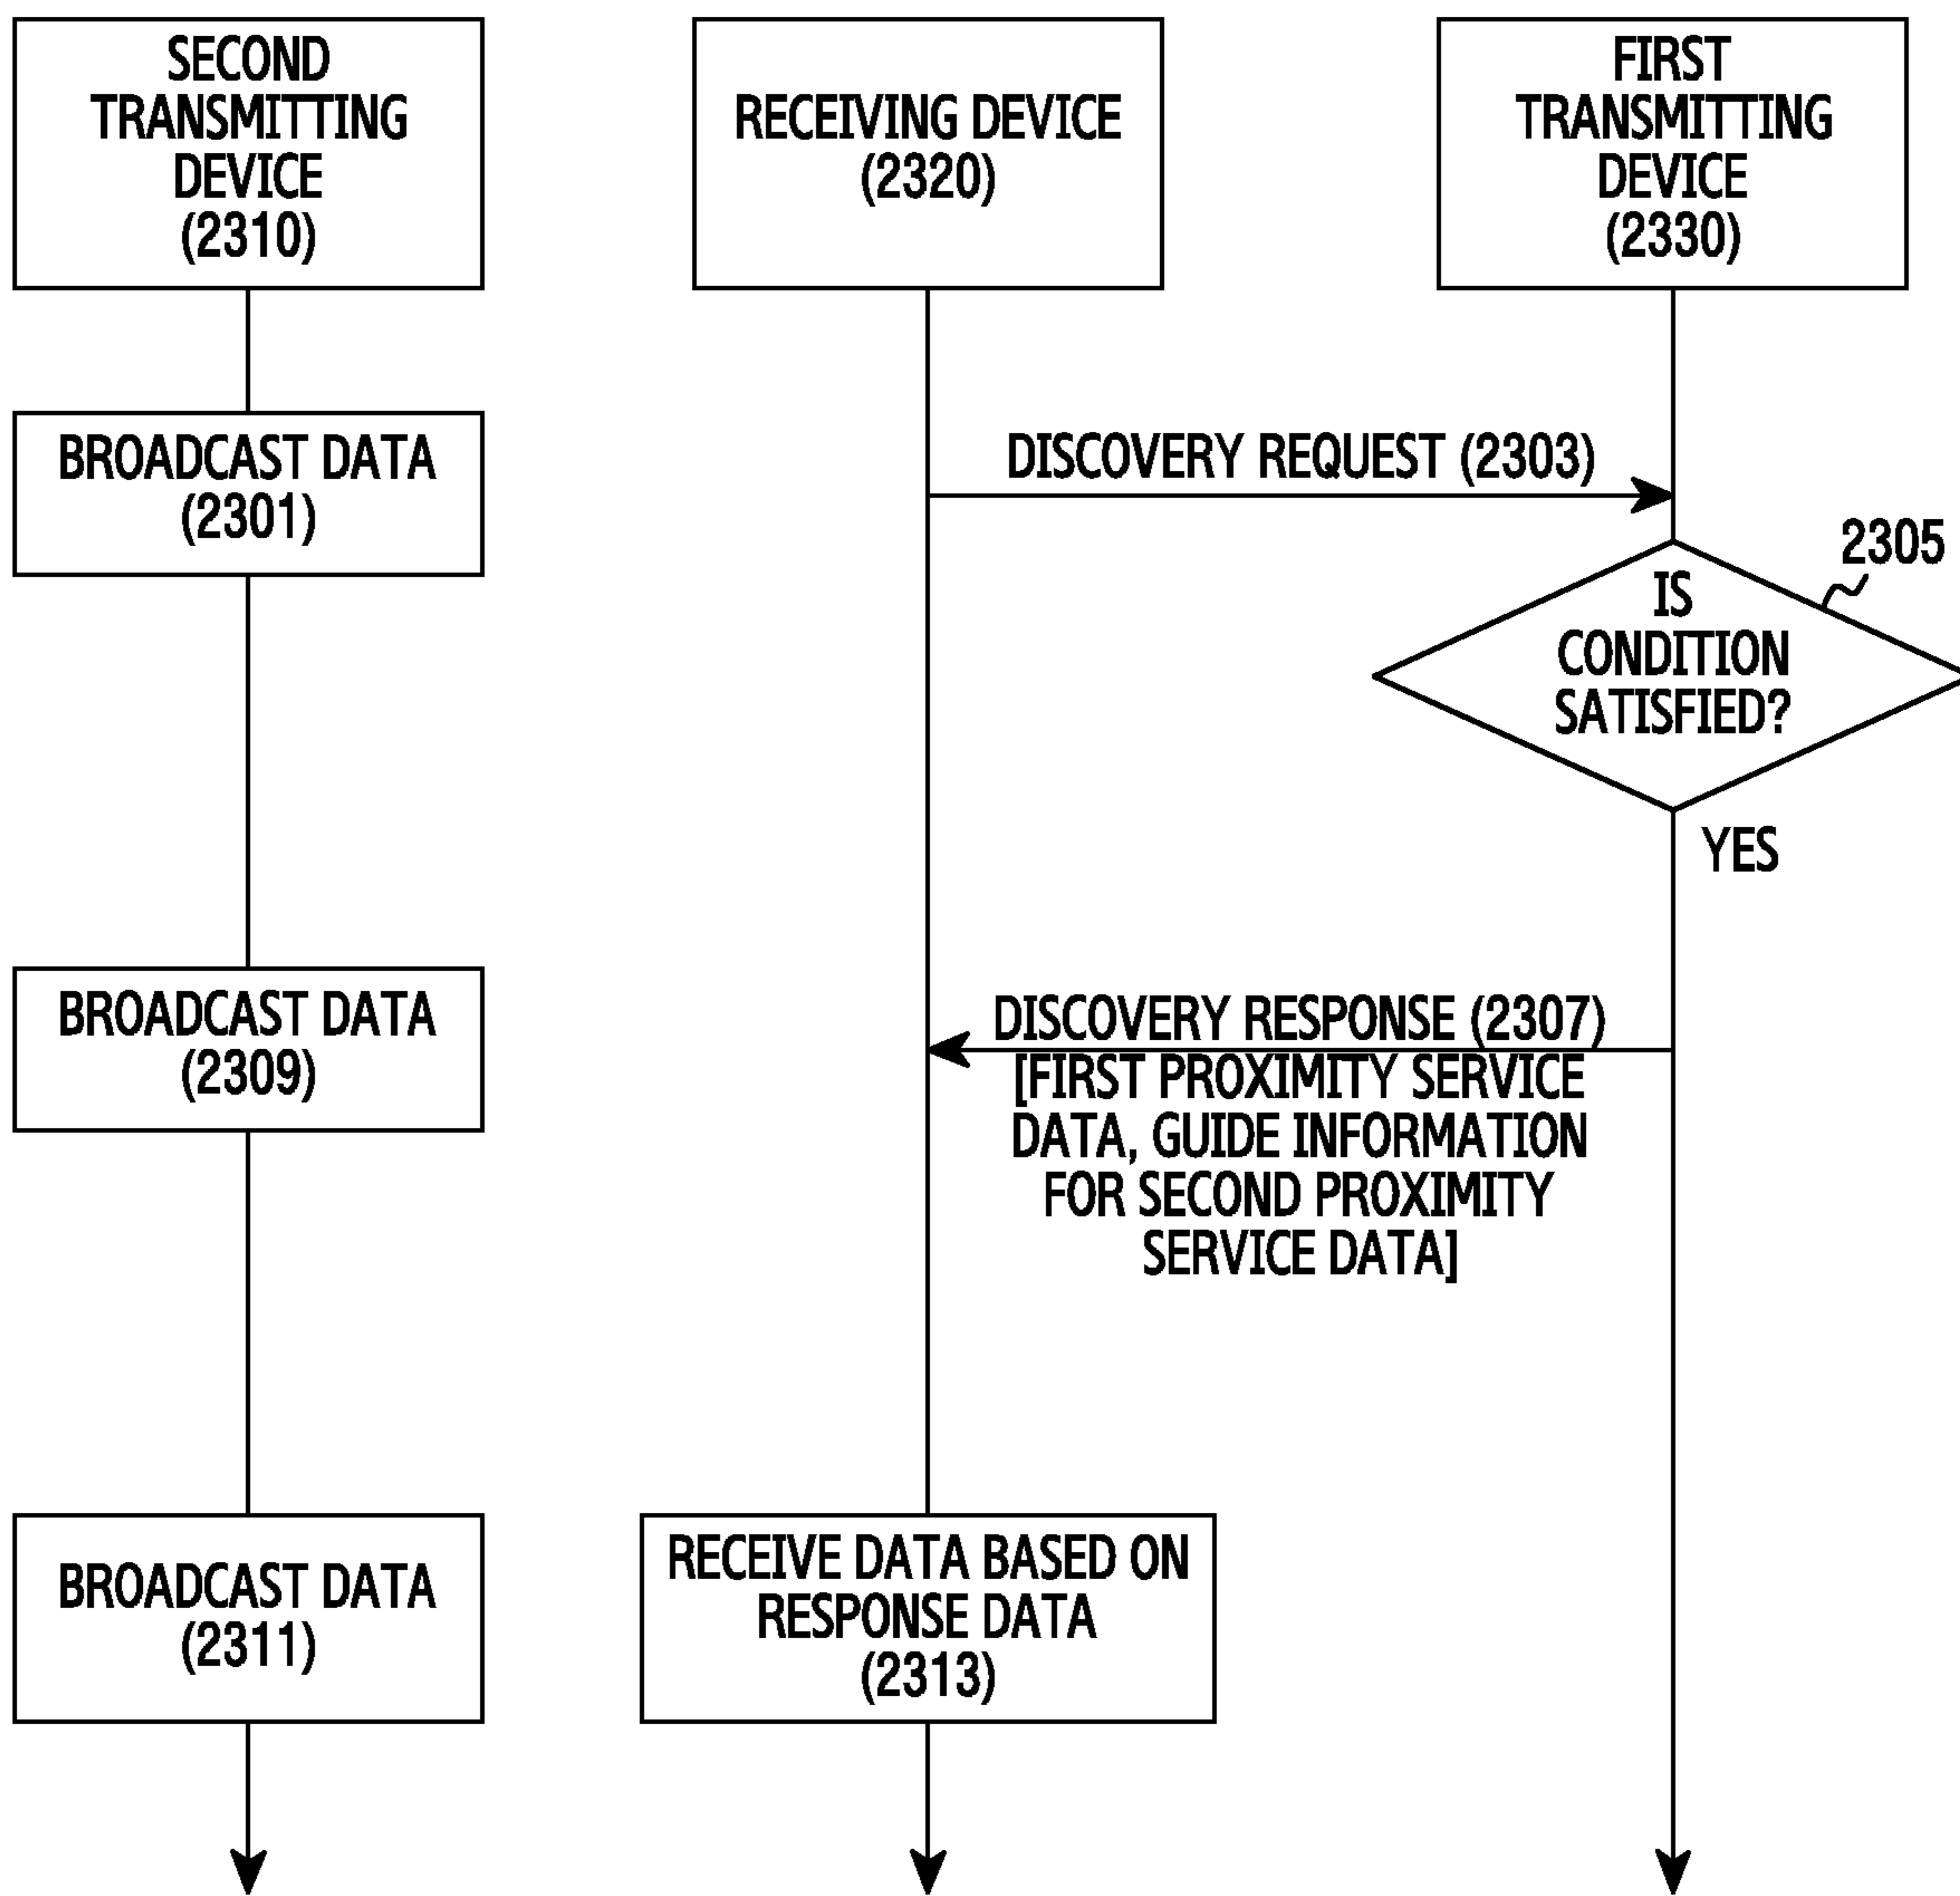 SECOND
TRANSMITTING
DEVICE
(2310)
RECEIVING DEVICE
(2320)
FIRST
TRANSMITTING
DEVICE
(2330)
BROADCAST DATA
(2301)
DISCOVERY REQUEST (2303)
2305
IS
CONDITION
SATISFIED?
YES
BROADCAST DATA
(2309)
DISCOVERY RESPONSE (2307)
[FIRST PROXIMITY SERVICE
DATA, GUIDE INFORMATION
FOR SECOND PROXIMITY
SERVICE DATA]
BROADCAST DATA
(2311)
RECEIVE DATA BASED ON
RESPONSE DATA
(2313)